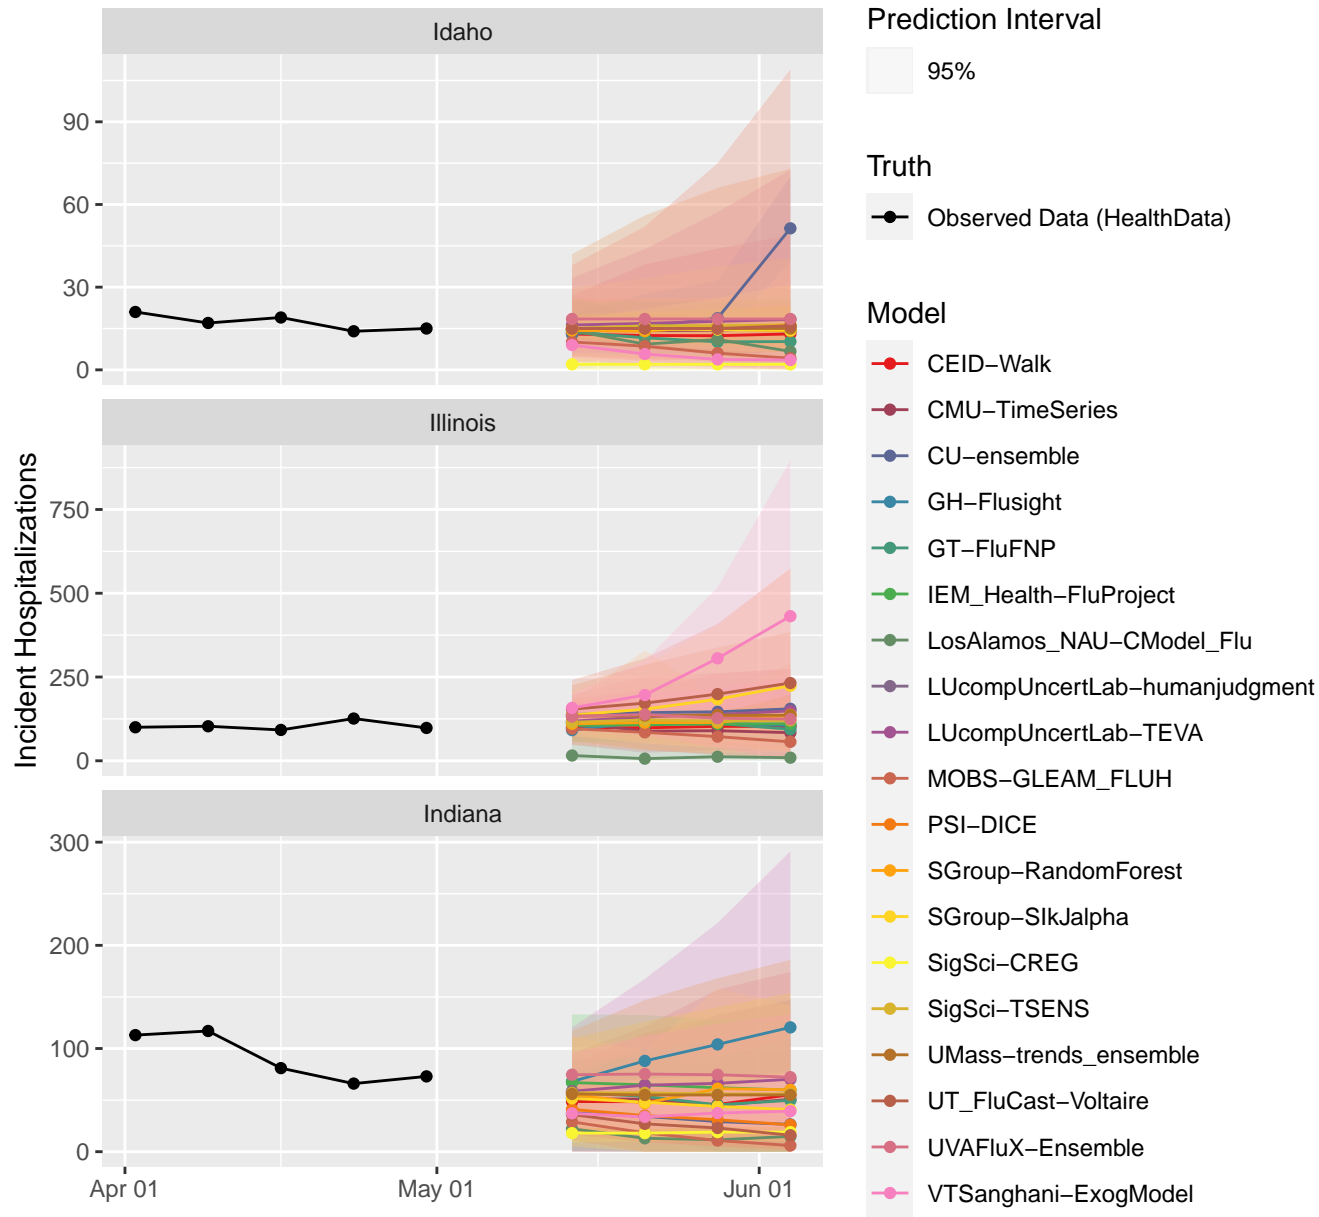 Idaho
90
60
30
0
Illinois
750
500
250
0
Indiana
300
200
100
0
Apr 01
May 01
Jun 01
Incident Hospitalizations
Prediction Interval
95%
Truth
Observed Data (HealthData)
Model
CEID−Walk
CMU−TimeSeries
CU−ensemble
GH−Flusight
GT−FluFNP
IEM_Health−FluProject
LosAlamos_NAU−CModel_Flu
LUcompUncertLab−humanjudgment
LUcompUncertLab−TEVA
MOBS−GLEAM_FLUH
PSI−DICE
SGroup−RandomForest
SGroup−SIkJalpha
SigSci−CREG
SigSci−TSENS
UMass−trends_ensemble
UT_FluCast−Voltaire
UVAFluX−Ensemble
VTSanghani−ExogModel